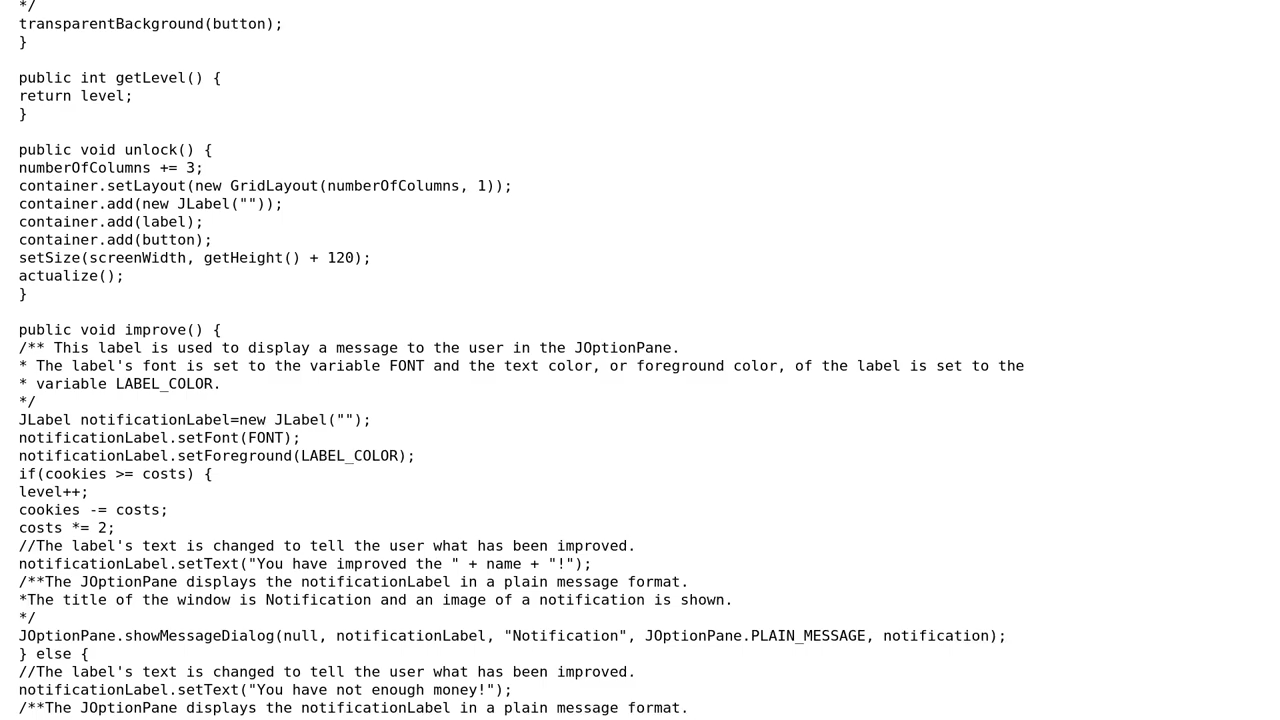 */
transparentBackground(button);
}
public int getLevel() {
return level;
}
public void unlock() {
numberOfColumns += 3;
container.setLayout(new GridLayout(numberOfColumns, 1));
container.add(new JLabel(""));
container.add(label);
container.add(button);
setSize(screenWidth, getHeight() + 120);
actualize();
}
public void improve() {
/** This label is used to display a message to the user in the JOptionPane.
* The label's font is set to the variable FONT and the text color, or foreground color, of the label is set to the
* variable LABEL_COLOR.
*/
JLabel notificationLabel=new JLabel("");
notificationLabel.setFont(FONT);
notificationLabel.setForeground(LABEL_COLOR);
if(cookies >= costs) {
level++;
cookies -= costs;
costs *= 2;
//The label's text is changed to tell the user what has been improved.
notificationLabel.setText("You have improved the " + name + "!");
/**The JOptionPane displays the notificationLabel in a plain message format.
*The title of the window is Notification and an image of a notification is shown.
*/
JOptionPane.showMessageDialog(null, notificationLabel, "Notification", JOptionPane.PLAIN_MESSAGE, notification);
} else {
//The label's text is changed to tell the user what has been improved.
notificationLabel.setText("You have not enough money!");
/**The JOptionPane displays the notificationLabel in a plain message format.